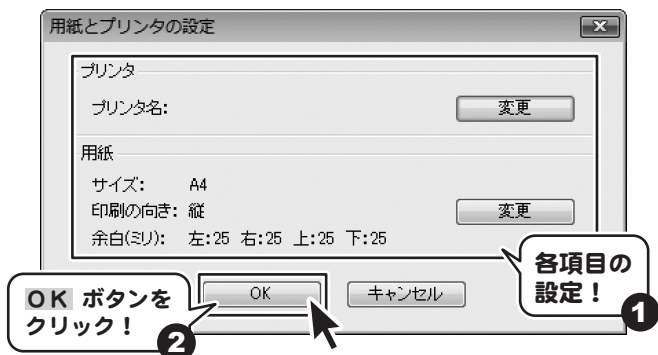 用紙とプリンタの設定
プリンタ
プリンタ名: 変更
用紙
サイズ: A4
印刷の向き: 縦 変更
余白(ミリ): 左:25 右:25 上:25 下:25
各項目の
設定！
1
OK キャンセル
OK ボタンを
クリック！
2